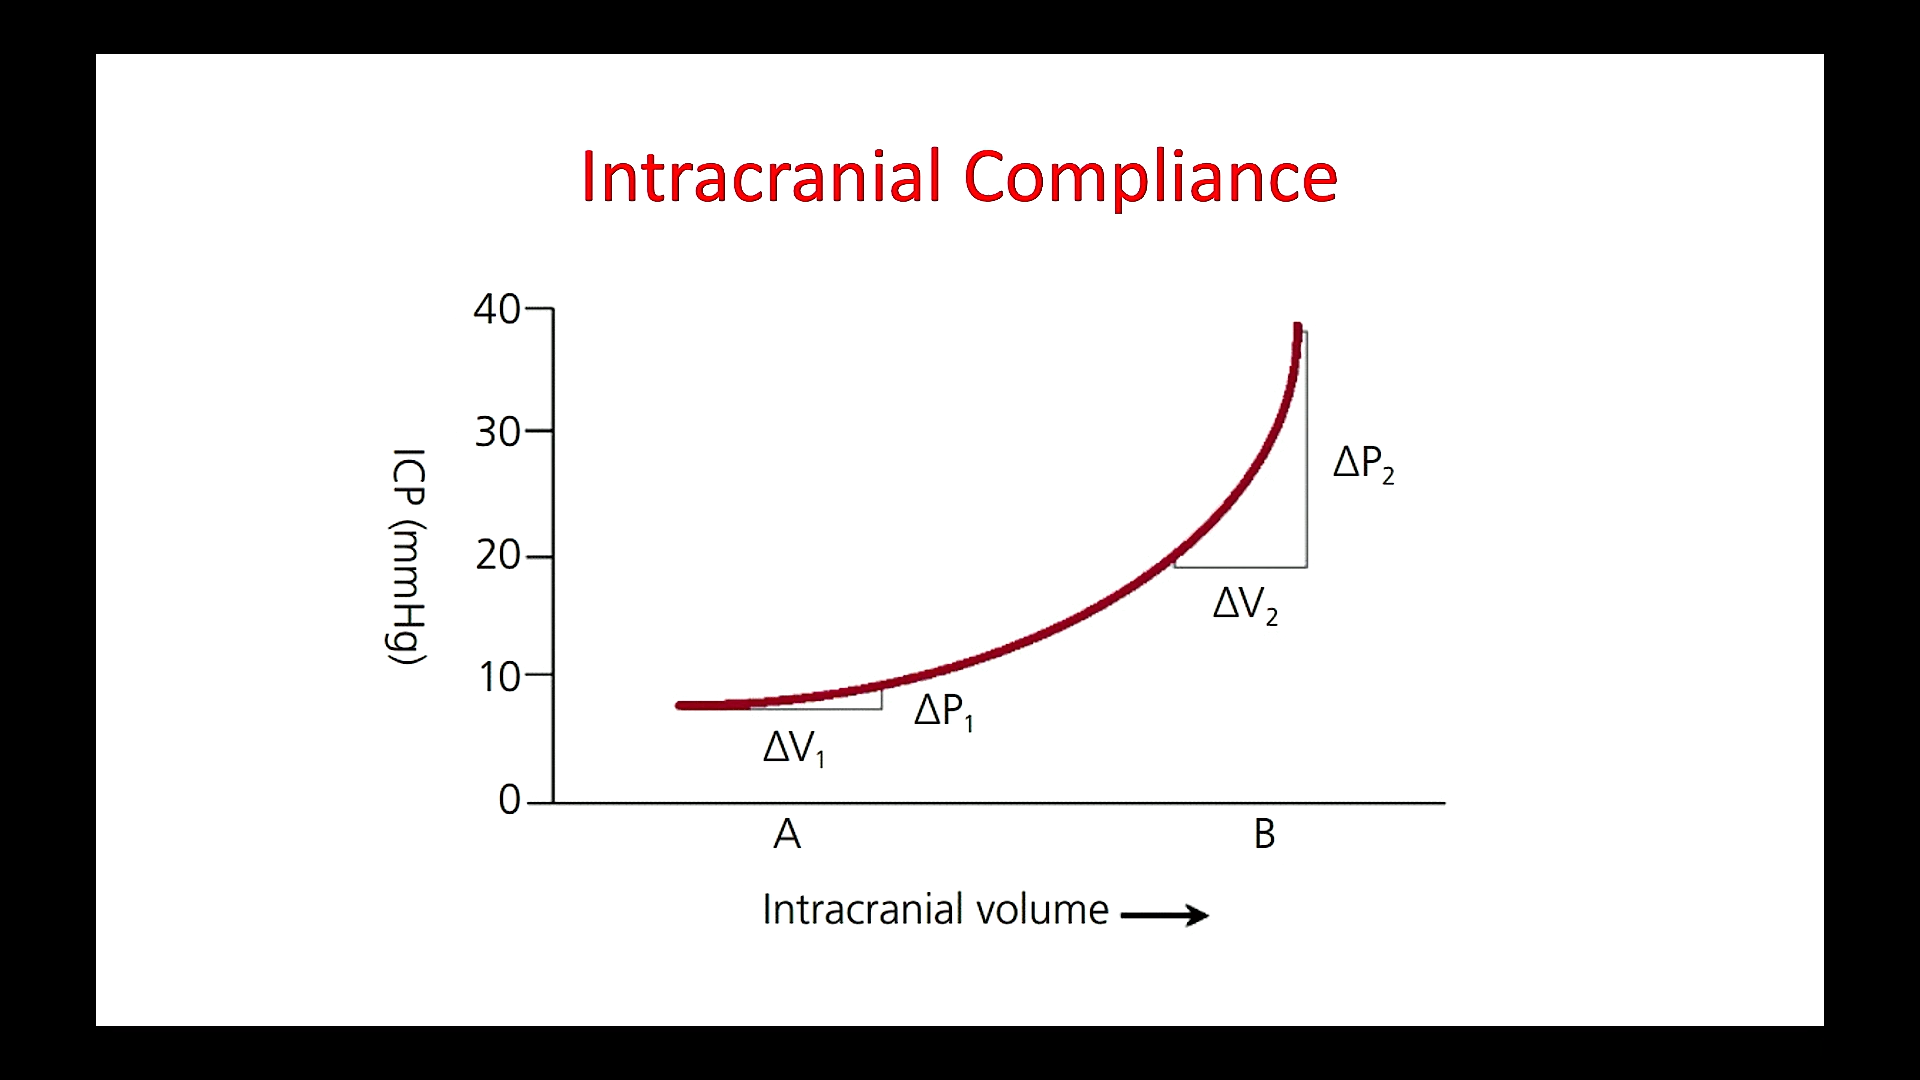 Intracranial Compliance
40
30
20
10
0
ICP (mmHg)
ΔP₂
ΔV₂
ΔP₁
ΔV₁
A B
Intracranial volume →